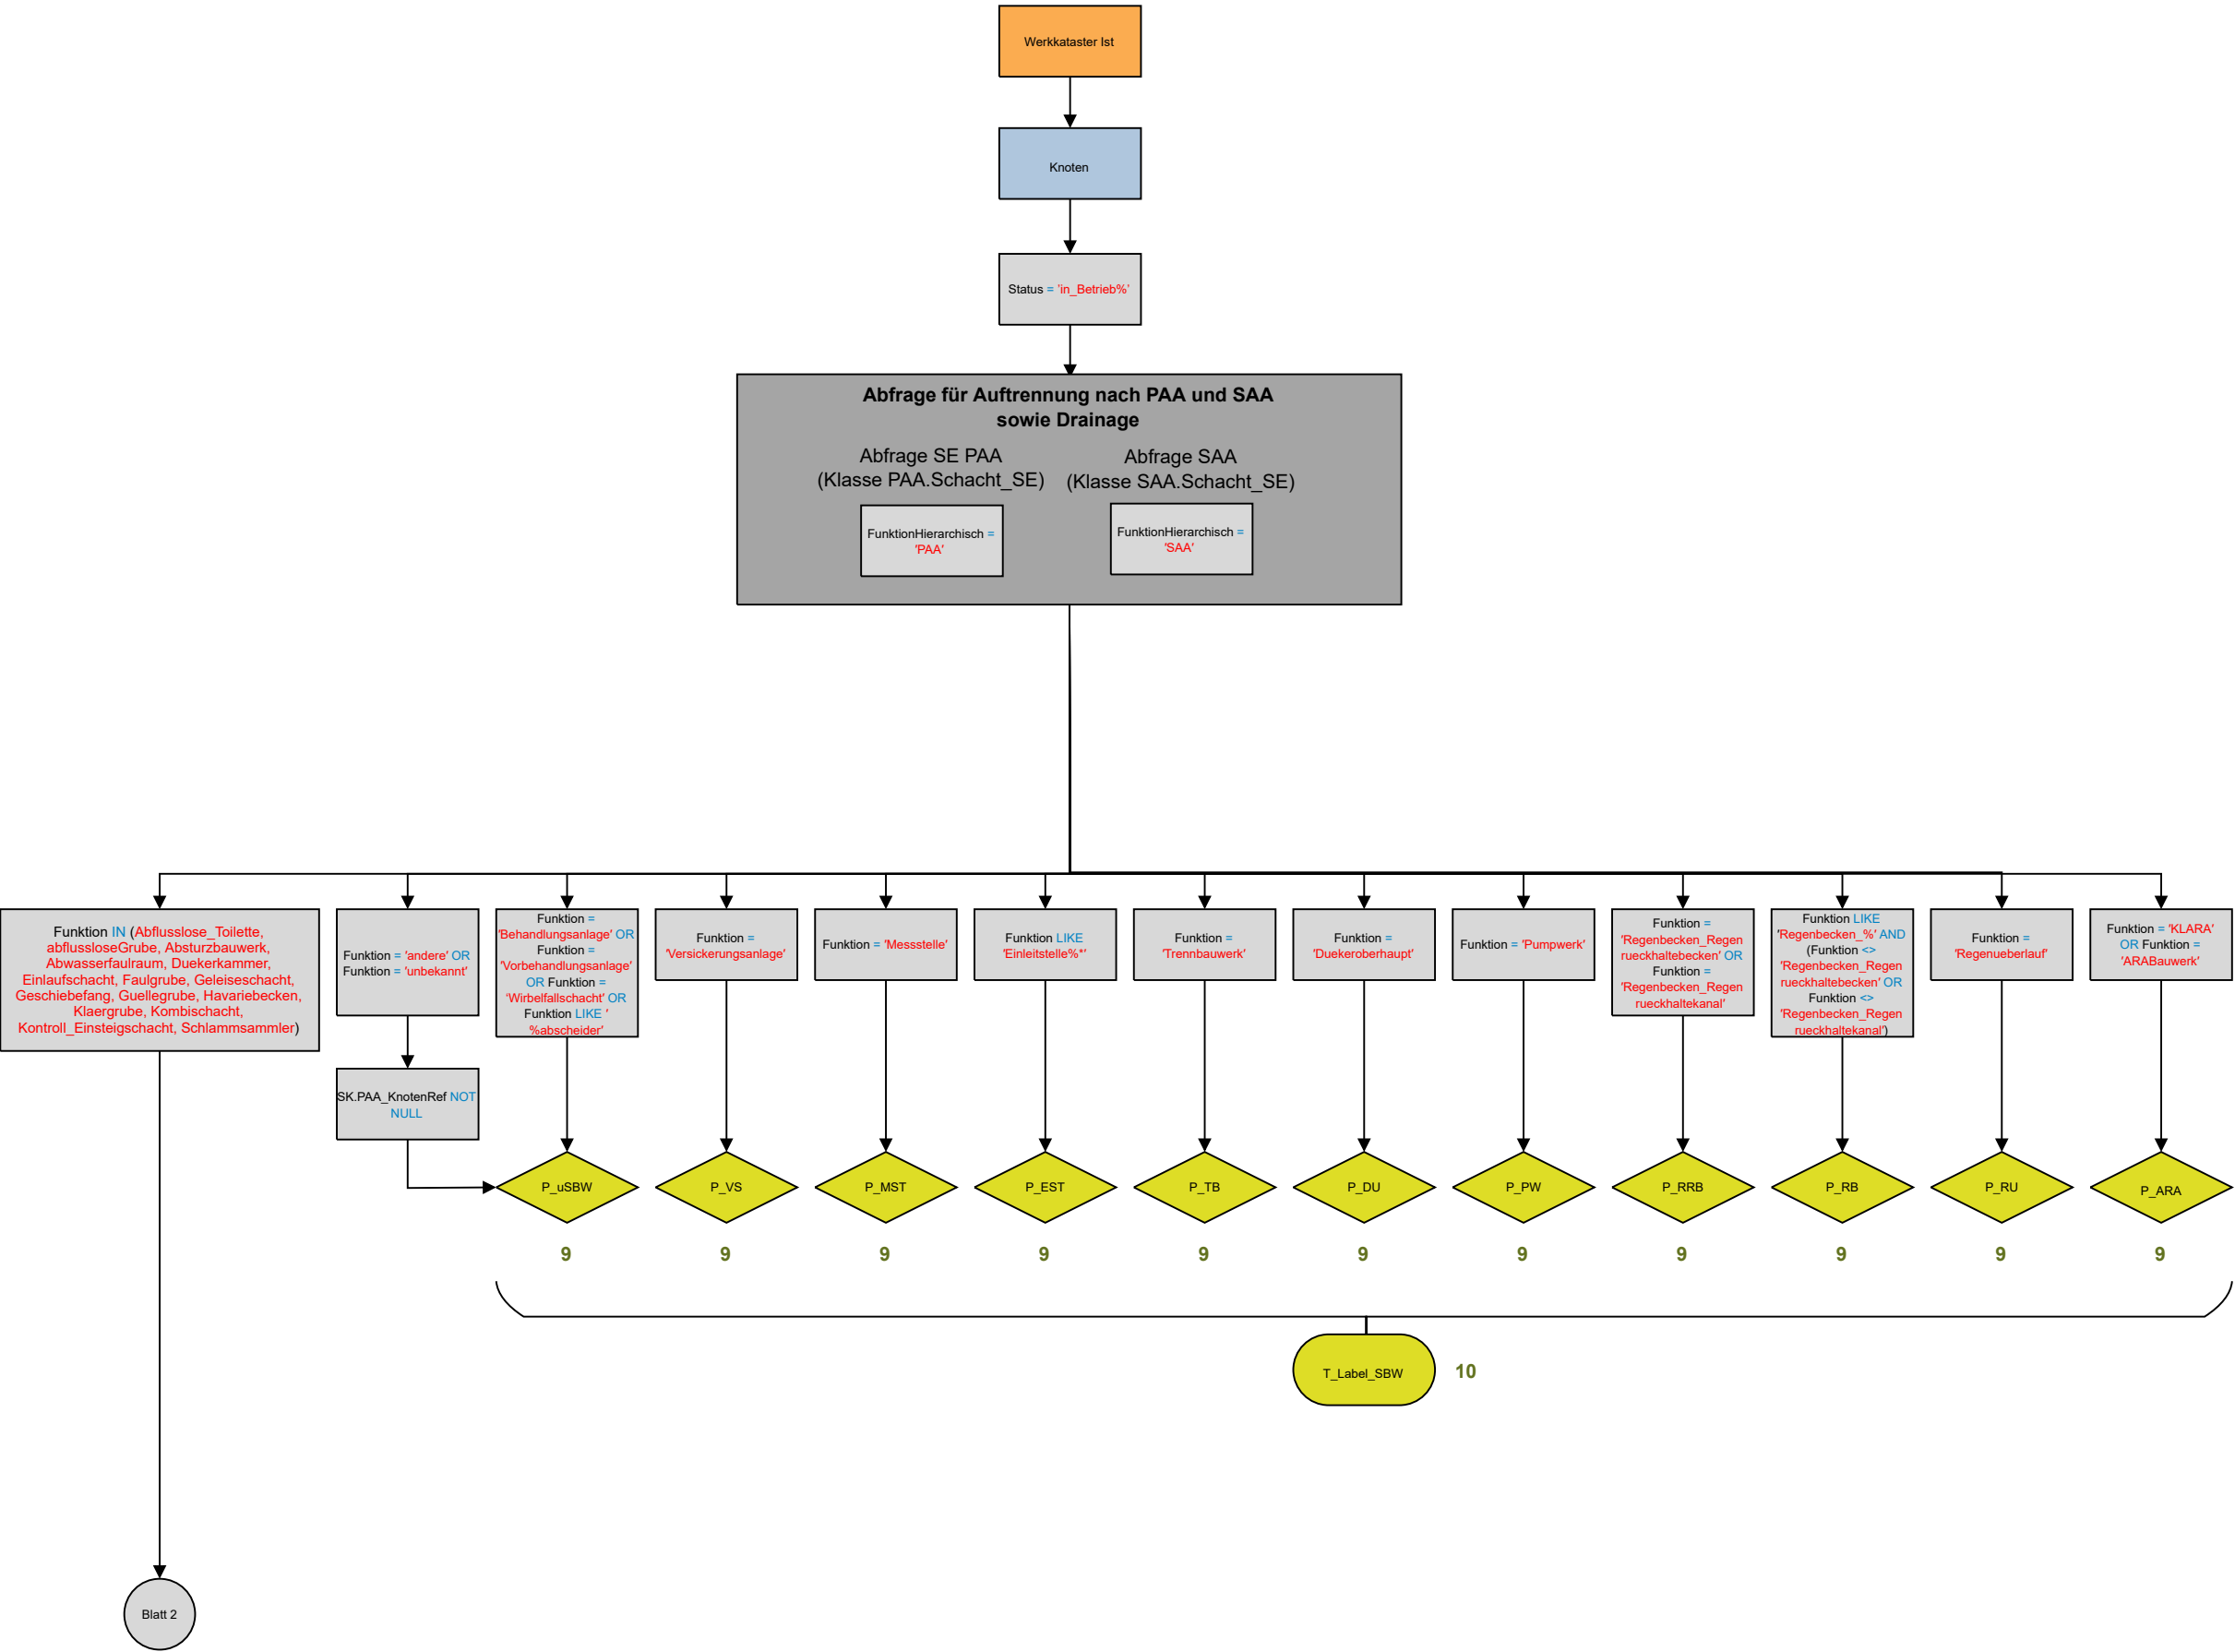 Werkkataster Ist
Knoten
Status = 'in_Betrieb%'
Abfrage für Auftrennung nach PAA und SAA
sowie Drainage
Abfrage SE PAA
(Klasse PAA.Schacht_SE)
Abfrage SAA
(Klasse SAA.Schacht_SE)
FunktionHierarchisch =
'PAA'
FunktionHierarchisch =
'SAA'
Funktion IN (Abflusslose_Toilette,
abflussloseGrube, Absturzbauwerk,
Abwasserfaulraum, Duekerkammer,
Einlaufschacht, Faulgrube, Geleiseschacht,
Geschiebefang, Guellegrube, Havariebecken,
Klaergrube, Kombischacht,
Kontroll_Einsteigschacht, Schlammsammler)
Funktion = 'andere' OR
Funktion = 'unbekannt'
Funktion =
'Behandlungsanlage' OR
Funktion =
'Vorbehandlungsanlage'
OR Funktion =
'Wirbelfallschacht' OR
Funktion LIKE '
%abscheider'
Funktion =
'Versickerungsanlage'
Funktion = 'Messstelle'
Funktion LIKE
'Einleitstelle%*'
Funktion =
'Trennbauwerk'
Funktion =
'Duekeroberhaupt'
Funktion = 'Pumpwerk'
Funktion =
'Regenbecken_Regen
rueckhaltebecken' OR
Funktion =
'Regenbecken_Regen
rueckhaltekanal'
Funktion LIKE
'Regenbecken_%' AND
(Funktion <>
'Regenbecken_Regen
rueckhaltebecken' OR
Funktion <>
'Regenbecken_Regen
rueckhaltekanal')
Funktion =
'Regenueberlauf'
Funktion = 'KLARA'
OR Funktion =
'ARABauwerk'
SK.PAA_KnotenRef NOT
NULL
P_uSBW
P_VS
P_MST
P_EST
P_TB
P_DU
P_PW
P_RRB
P_RB
P_RU
P_ARA
9
9
9
9
9
9
9
9
9
9
9
T_Label_SBW
10
Blatt 2